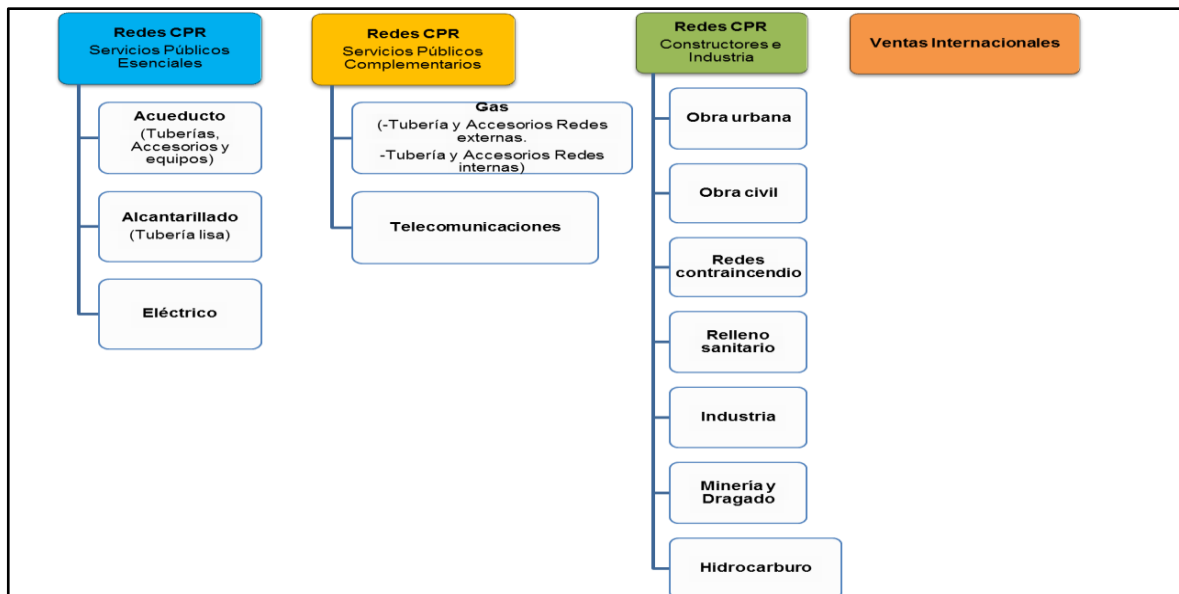 Redes CPR
Servicios Públicos
Esenciales
Acueducto
(Tuberías,
Accesorios y
equipos)
Alcantarillado
(Tubería lisa)
Eléctrico
Redes CPR
Servicios Públicos
Complementarios
Gas
(-Tubería y Accesorios Redes
externas.
-Tubería y Accesorios Redes
internas)
Telecomunicaciones
Redes CPR
Constructores e
Industria
Obra urbana
Obra civil
Redes
contraincendio
Relleno
sanitario
Industria
Minería y
Dragado
Hidrocarburo
Ventas Internacionales